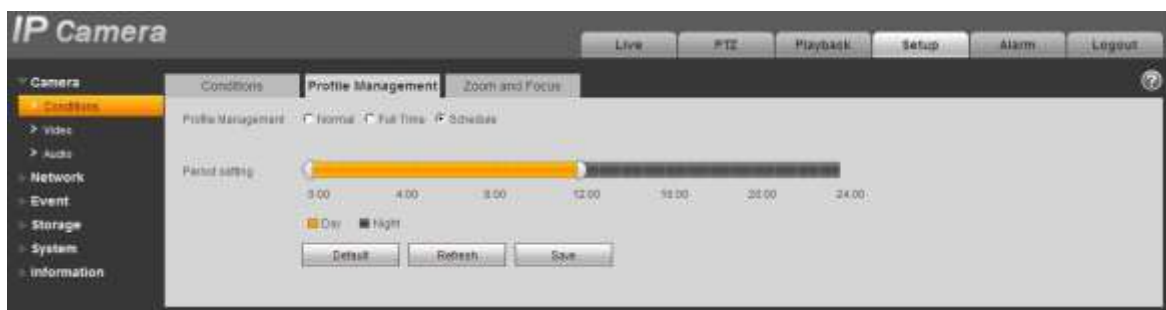 IP Camera
Live PTZ Playback Setup Alarm Logout
Camera
Conditions
Video
Audio
Network
Event
Storage
System
Information
Conditions Profile Management Zoom and Focus
Profile Management Normal Full Time Schedule
Period setting
0:00 4:00 8:00 12:00 16:00 20:00 24:00
Day Night
Default Refresh Save